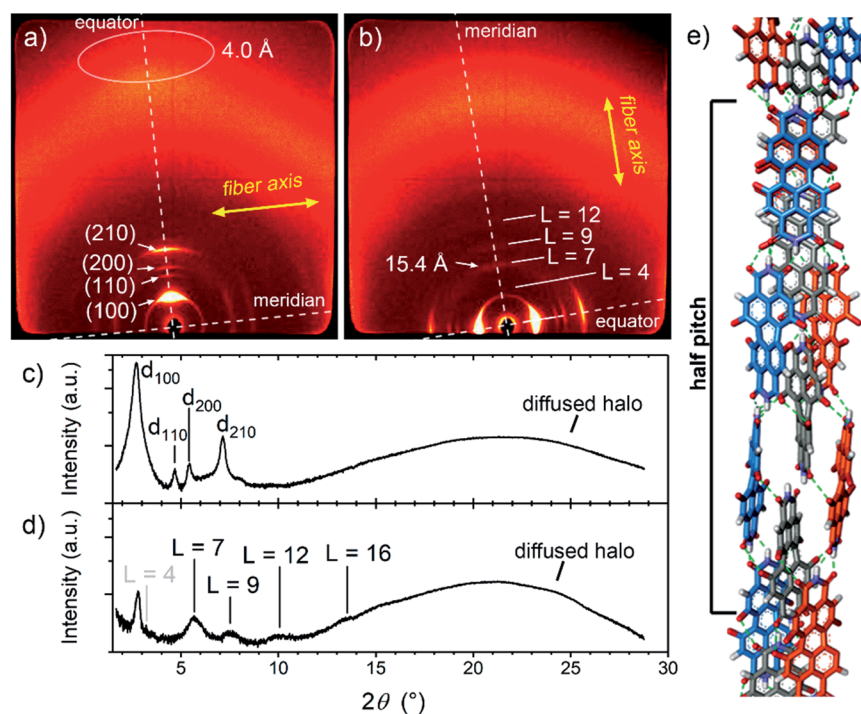 a)
equator
4.0 Å
fiber axis
(210)
(200)
(110)
(100)
meridian
b)
meridian
fiber axis
L = 12
L = 9
15.4 Å
L = 7
L = 4
equator
c)
Intensity (a.u.)
d100
d110
d200
d210
diffused halo
d)
Intensity (a.u.)
L = 4
L = 7
L = 9
L = 12
L = 16
diffused halo
5 10 15 20 25 30
2θ (°)
e)
half pitch